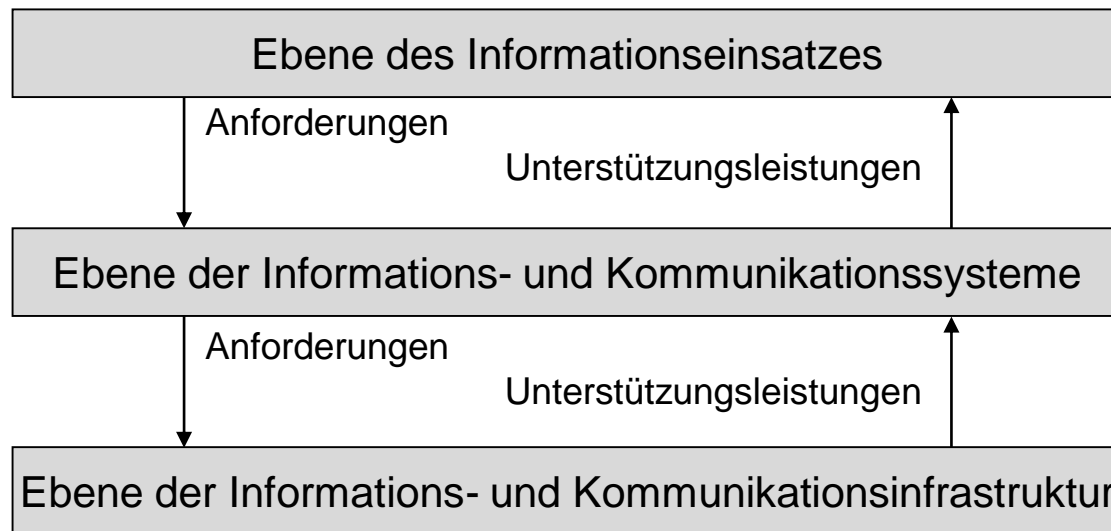 Ebene des Informationseinsatzes
Anforderungen
Unterstützungsleistungen
Ebene der Informations- und Kommunikationssysteme
Anforderungen
Unterstützungsleistungen
Ebene der Informations- und Kommunikationsinfrastruktur